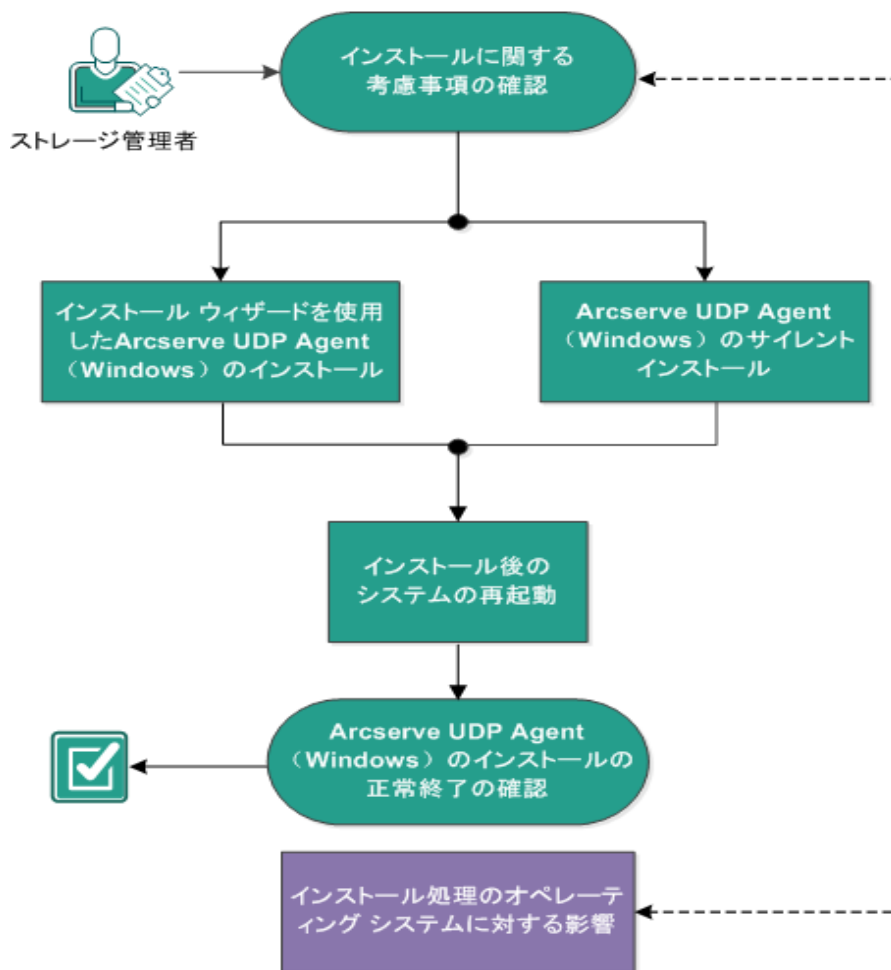 インストールに関する
考慮事項の確認
ストレージ管理者
インストール ウィザードを使用
したArcserve UDP Agent
（Windows）のインストール
Arcserve UDP Agent
（Windows）のサイレント
インストール
インストール後の
システムの再起動
Arcserve UDP Agent
（Windows）のインストールの
正常終了の確認
インストール処理のオペレーテ
ィング システムに対する影響